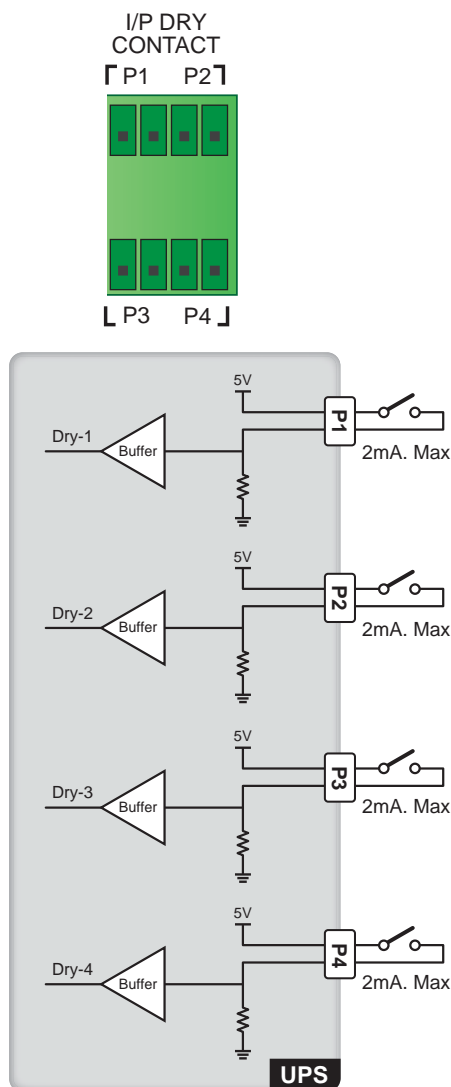 I/P DRY
CONTACT
P1 P2
P3 P4
5V
P1
Dry-1
Buffer
2mA. Max
5V
P2
Dry-2
Buffer
2mA. Max
5V
P3
Dry-3
Buffer
2mA. Max
5V
P4
Dry-4
Buffer
2mA. Max
UPS